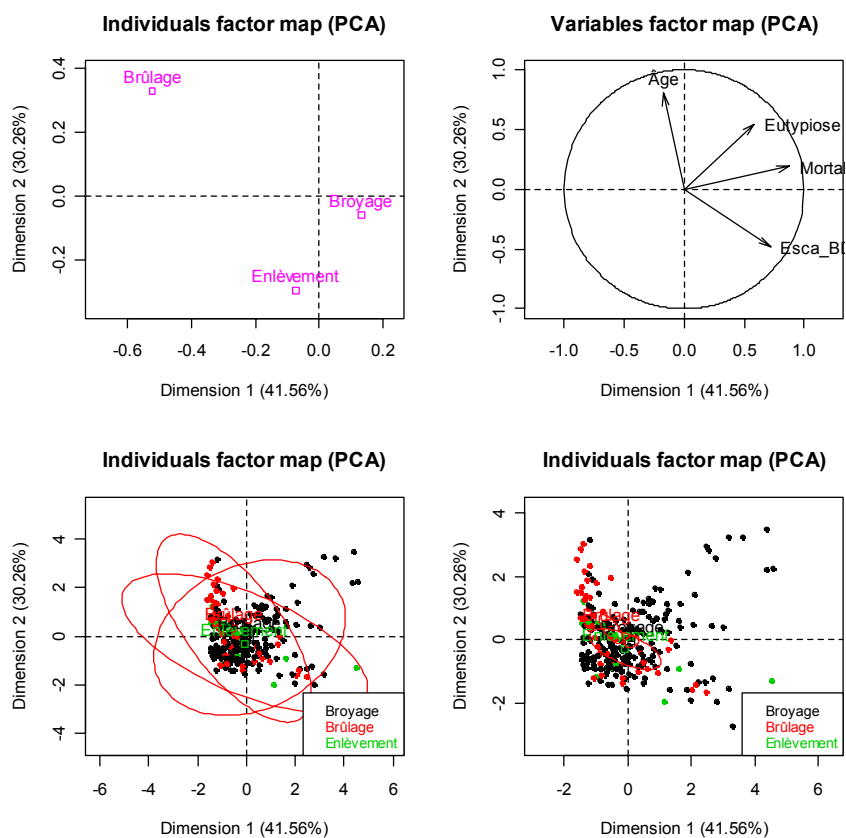 Individuals factor map (PCA)
Dimension 2 (30.26%)
0.4
0.2
0.0
-0.2
Brûlage
Broyage
Enlèvement
-0.6 -0.4 -0.2 0.0 0.2
Dimension 1 (41.56%)
Variables factor map (PCA)
Dimension 2 (30.26%)
1.0
0.5
0.0
-0.5
-1.0
Âge
Eutypiose
Mortal
Esca_BD
-1.0 -0.5 0.0 0.5 1.0
Dimension 1 (41.56%)
Individuals factor map (PCA)
Dimension 2 (30.26%)
4
2
0
-2
-4
Brûlage
Enlèvement
Broyage
Brûlage
Enlèvement
-6 -4 -2 0 2 4 6
Dimension 1 (41.56%)
Individuals factor map (PCA)
Dimension 2 (30.26%)
4
2
0
-2
Brûlage
Enlèvement
Broyage
Brûlage
Enlèvement
-2 0 2 4 6
Dimension 1 (41.56%)